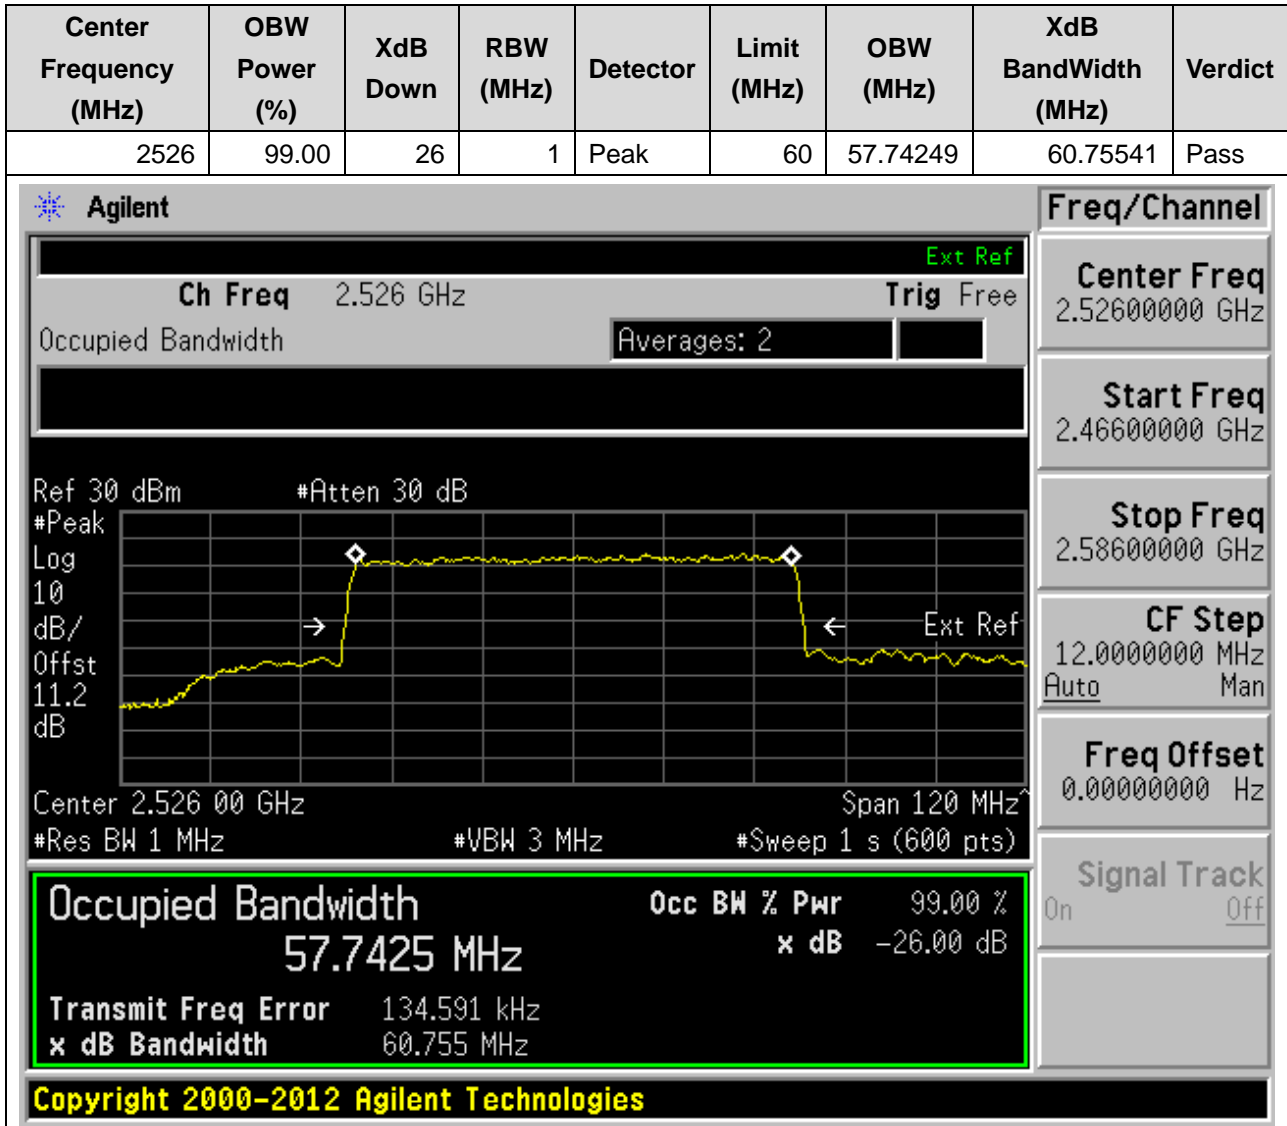 Center Frequency (MHz) OBW Power (%) XdB Down RBW (MHz) Detector Limit (MHz) OBW (MHz) XdB BandWidth (MHz) Verdict
2526 99.00 26 1 Peak 60 57.74249 60.75541 Pass
Agilent
Ext Ref
Ch Freq 2.526 GHz Trig Free
Occupied Bandwidth Averages: 2
Ref 30 dBm #Atten 30 dB
#Peak
Log
10
dB/
Offst
11.2
dB
Ext Ref
Center 2.526 00 GHz Span 120 MHz^
#Res BW 1 MHz #VBW 3 MHz #Sweep 1 s (600 pts)
Occupied Bandwidth
57.7425 MHz
Occ BW % Pwr 99.00 %
x dB -26.00 dB
Transmit Freq Error 134.591 kHz
x dB Bandwidth 60.755 MHz
Copyright 2000-2012 Agilent Technologies
Freq/Channel
Center Freq
2.52600000 GHz
Start Freq
2.46600000 GHz
Stop Freq
2.58600000 GHz
CF Step
12.0000000 MHz
Auto Man
Freq Offset
0.00000000 Hz
Signal Track
On Off